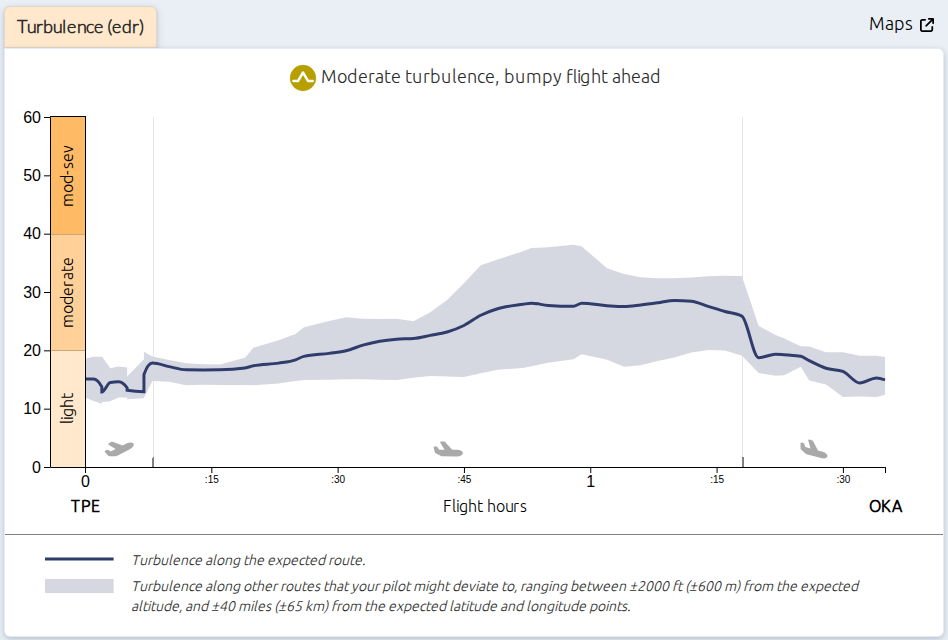 Turbulence (edr)
Maps
Moderate turbulence, bumpy flight ahead
60
50
40
30
20
10
0
mod-sev
moderate
light
0
:15
:30
:45
1
:15
:30
TPE
Flight hours
OKA
Turbulence along the expected route.
Turbulence along other routes that your pilot might deviate to, ranging between ±2000 ft (±600 m) from the expected
altitude, and ±40 miles (±65 km) from the expected latitude and longitude points.